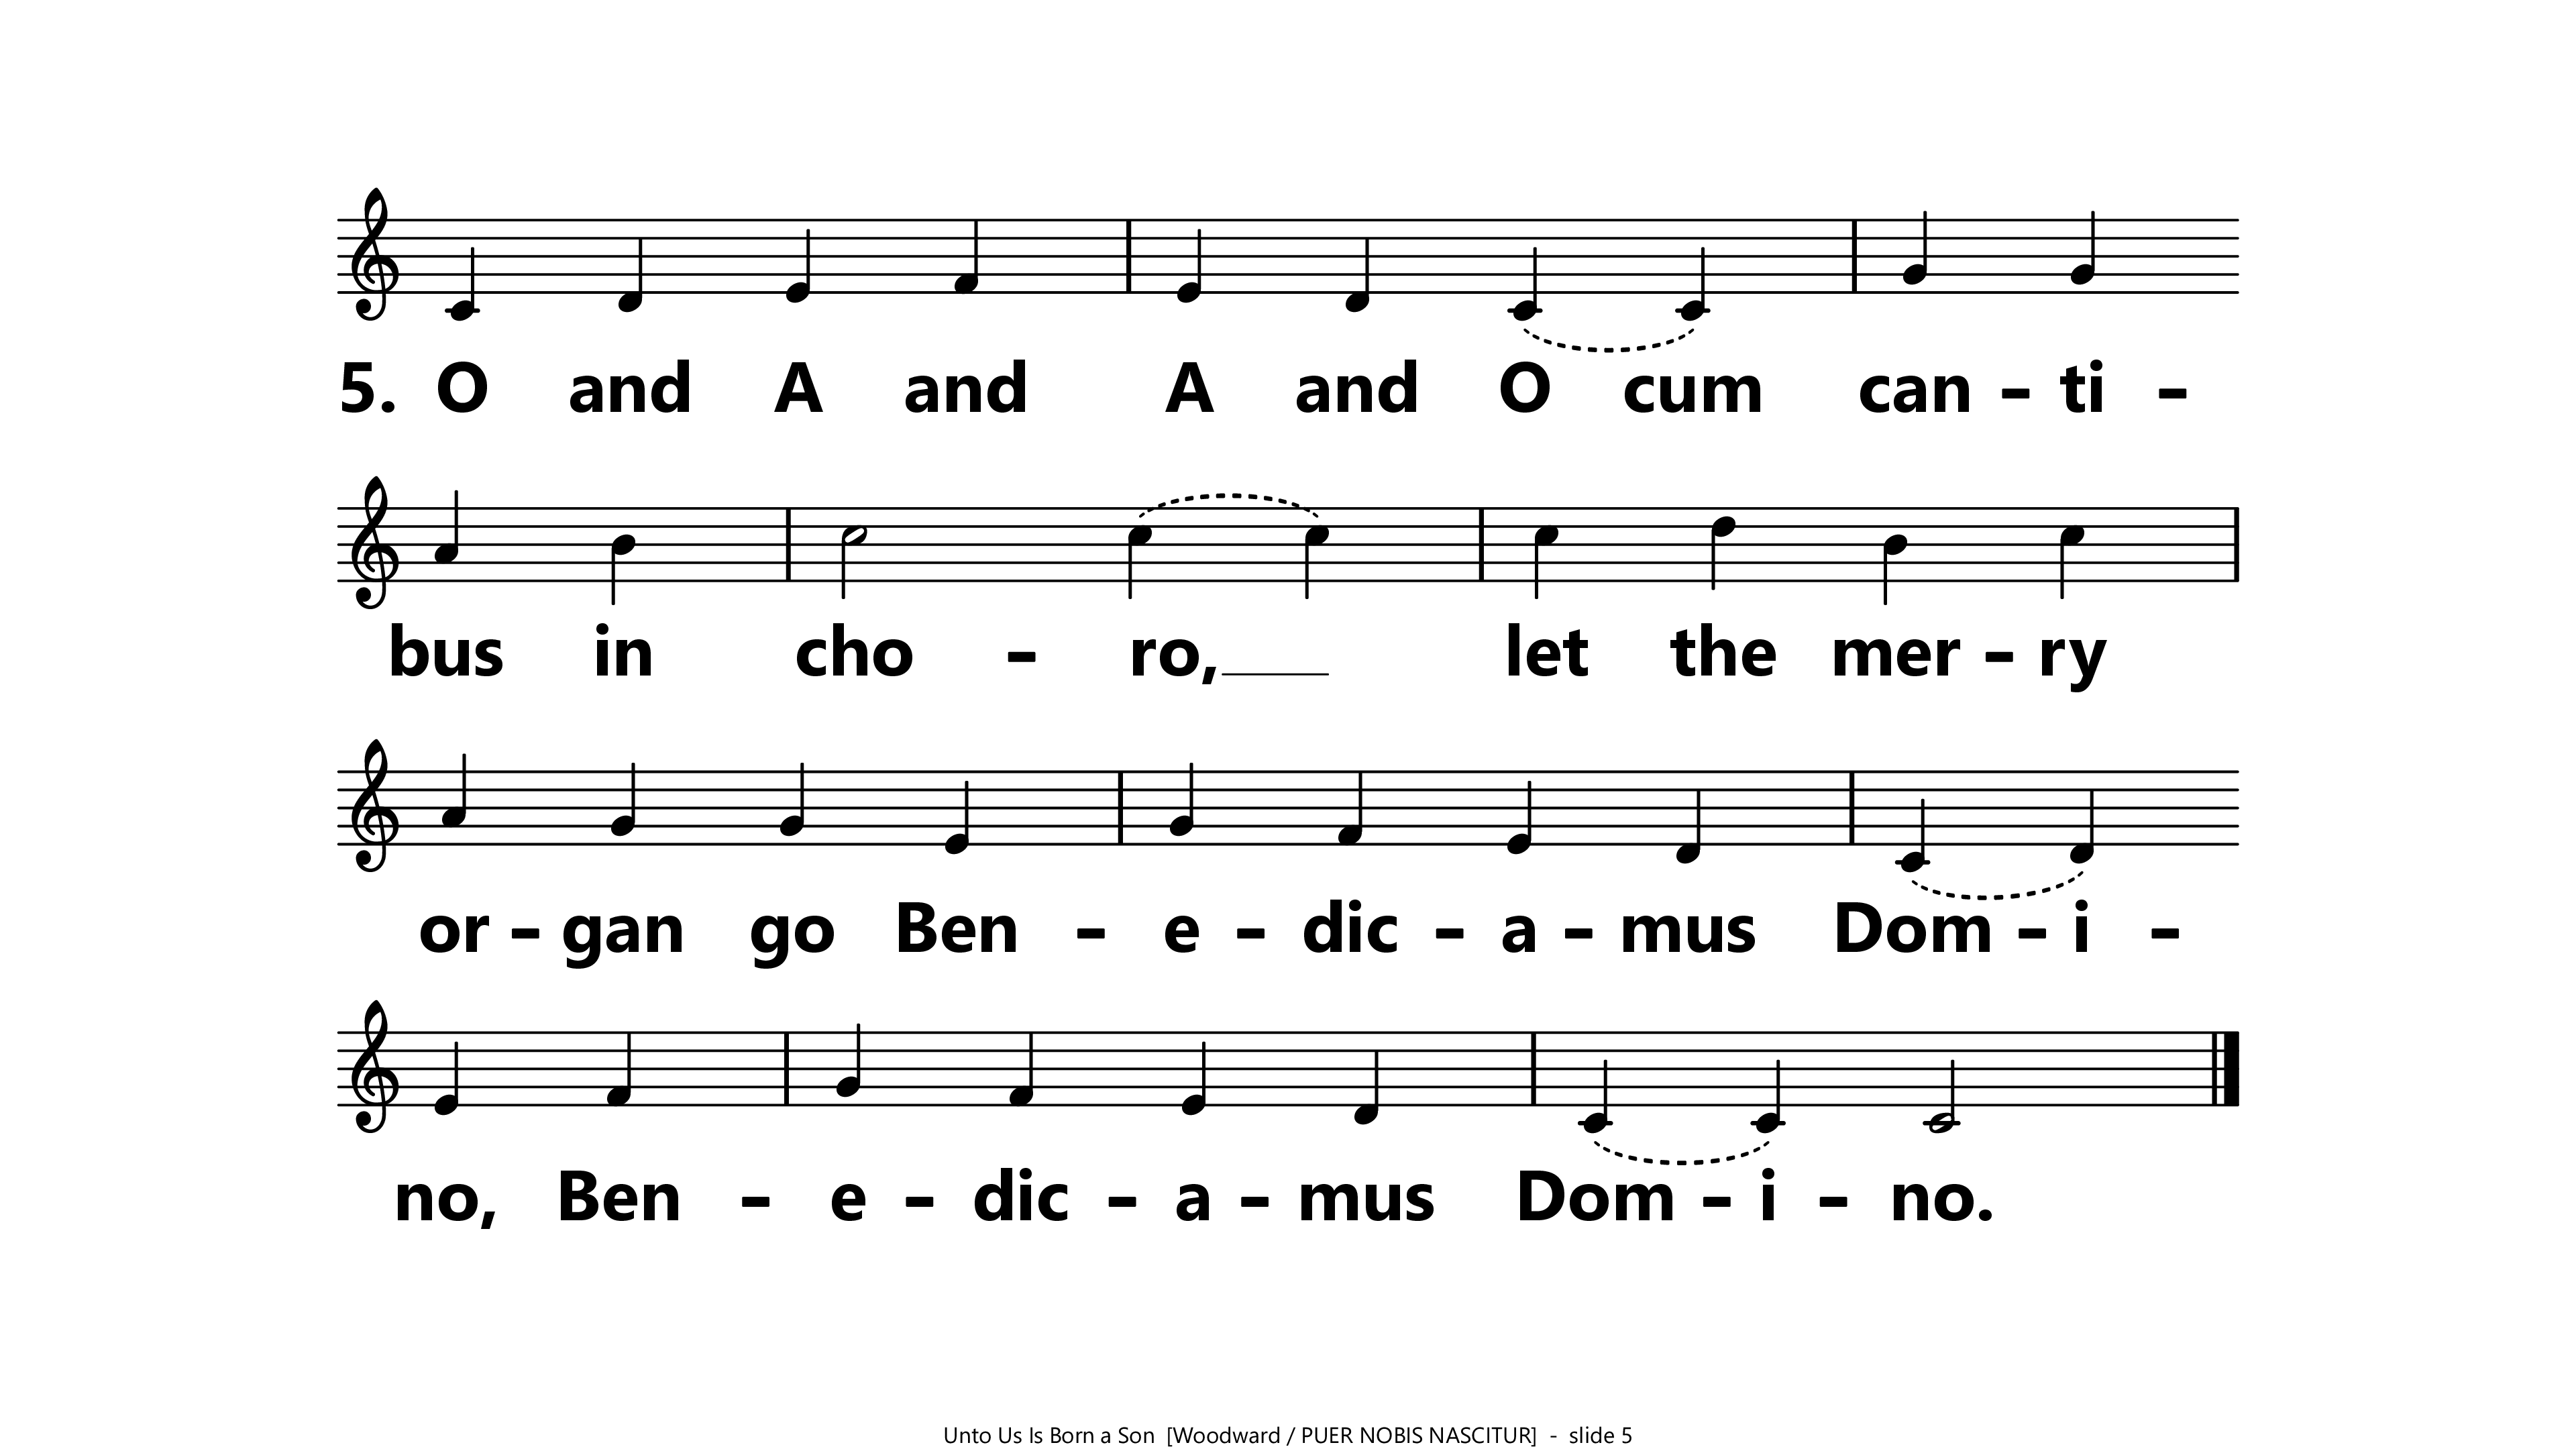 5. O and A and A and O cum can - ti -
bus in cho - ro,___ let the mer - ry
or - gan go Ben - e - dic - a - mus Dom - i -
no, Ben - e - dic - a - mus Dom - i - no.
Unto Us Is Born a Son [Woodward / PUER NOBIS NASCITUR] - slide 5